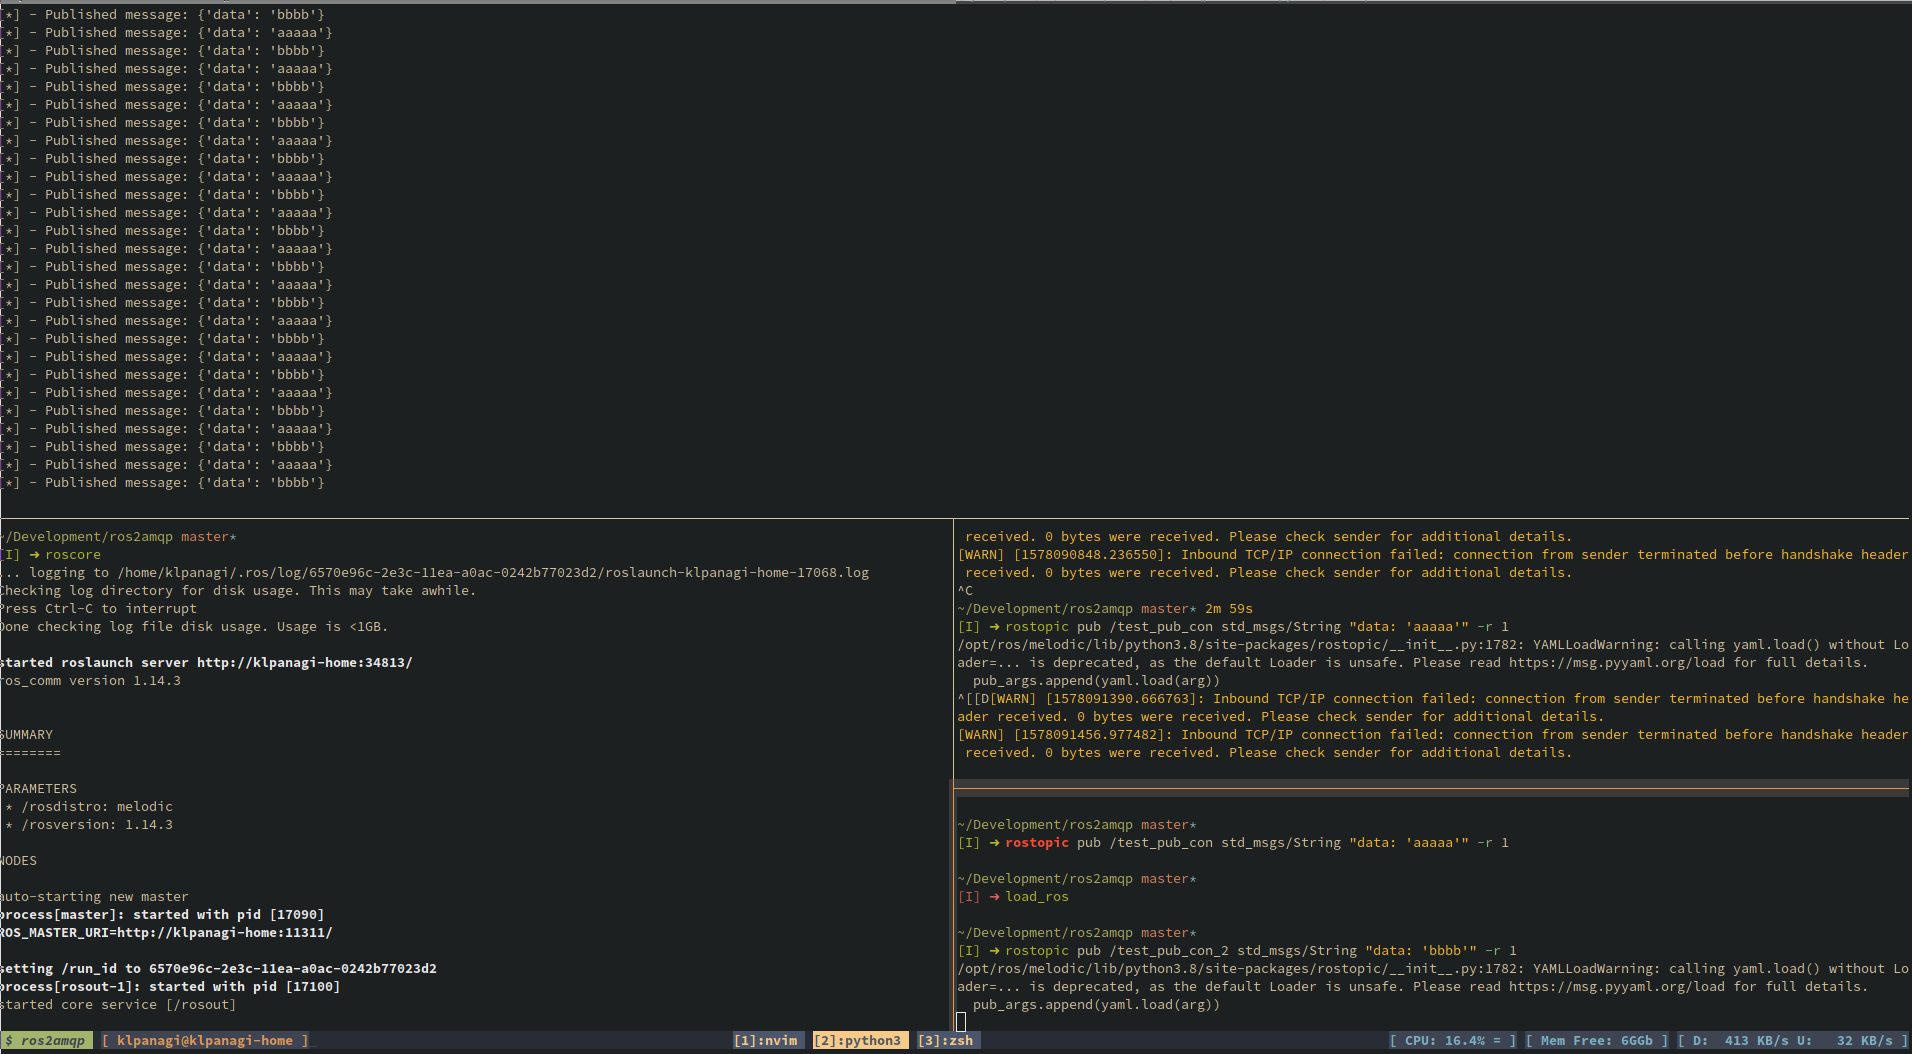 [*] - Published message: {'data': 'bbbb'}
[*] - Published message: {'data': 'aaaaa'}
[*] - Published message: {'data': 'bbbb'}
[*] - Published message: {'data': 'aaaaa'}
[*] - Published message: {'data': 'bbbb'}
[*] - Published message: {'data': 'aaaaa'}
[*] - Published message: {'data': 'bbbb'}
[*] - Published message: {'data': 'aaaaa'}
[*] - Published message: {'data': 'bbbb'}
[*] - Published message: {'data': 'aaaaa'}
[*] - Published message: {'data': 'bbbb'}
[*] - Published message: {'data': 'aaaaa'}
[*] - Published message: {'data': 'bbbb'}
[*] - Published message: {'data': 'aaaaa'}
[*] - Published message: {'data': 'bbbb'}
[*] - Published message: {'data': 'aaaaa'}
[*] - Published message: {'data': 'bbbb'}
[*] - Published message: {'data': 'aaaaa'}
[*] - Published message: {'data': 'bbbb'}
[*] - Published message: {'data': 'aaaaa'}
[*] - Published message: {'data': 'bbbb'}
[*] - Published message: {'data': 'aaaaa'}
[*] - Published message: {'data': 'bbbb'}
[*] - Published message: {'data': 'aaaaa'}
[*] - Published message: {'data': 'bbbb'}
[*] - Published message: {'data': 'aaaaa'}
[*] - Published message: {'data': 'bbbb'}
~/Development/ros2amqp master*
[I] ➜ roscore
... logging to /home/klpanagi/.ros/log/6570e96c-2e3c-11ea-a0ac-0242b77023d2/roslaunch-klpanagi-home-17068.log
Checking log directory for disk usage. This may take awhile.
Press Ctrl-C to interrupt
Done checking log file disk usage. Usage is <1GB.
started roslaunch server http://klpanagi-home:34813/
ros_comm version 1.14.3
SUMMARY
========
PARAMETERS
* /rosdistro: melodic
* /rosversion: 1.14.3
NODES
auto-starting new master
process[master]: started with pid [17090]
ROS_MASTER_URI=http://klpanagi-home:11311/
setting /run_id to 6570e96c-2e3c-11ea-a0ac-0242b77023d2
process[rosout-1]: started with pid [17100]
started core service [/rosout]
received. 0 bytes were received. Please check sender for additional details.
[WARN] [1578090848.236550]: Inbound TCP/IP connection failed: connection from sender terminated before handshake header
received. 0 bytes were received. Please check sender for additional details.
^C
~/Development/ros2amqp master* 2m 59s
[I] ➜ rostopic pub /test_pub_con std_msgs/String "data: 'aaaaa'" -r 1
/opt/ros/melodic/lib/python3.8/site-packages/rostopic/__init__.py:1782: YAMLLoadWarning: calling yaml.load() without Lo
ader=... is deprecated, as the default Loader is unsafe. Please read https://msg.pyyaml.org/load for full details.
pub_args.append(yaml.load(arg))
^[[D[WARN] [1578091390.666763]: Inbound TCP/IP connection failed: connection from sender terminated before handshake he
ader received. 0 bytes were received. Please check sender for additional details.
[WARN] [1578091456.977482]: Inbound TCP/IP connection failed: connection from sender terminated before handshake header
received. 0 bytes were received. Please check sender for additional details.
~/Development/ros2amqp master*
[I] ➜ rostopic pub /test_pub_con std_msgs/String "data: 'aaaaa'" -r 1
~/Development/ros2amqp master*
[I] ➜ load_ros
~/Development/ros2amqp master*
[I] ➜ rostopic pub /test_pub_con_2 std_msgs/String "data: 'bbbb'" -r 1
/opt/ros/melodic/lib/python3.8/site-packages/rostopic/__init__.py:1782: YAMLLoadWarning: calling yaml.load() without Lo
ader=... is deprecated, as the default Loader is unsafe. Please read https://msg.pyyaml.org/load for full details.
pub_args.append(yaml.load(arg))
$ ros2amqp [ klpanagi@klpanagi-home ] [1]:nvim [2]:python3 [3]:zsh [ CPU: 16.4% = ] [ Mem Free: 6GGb ] [ D: 413 KB/s U: 32 KB/s ]